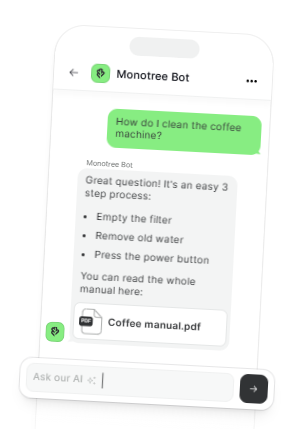 Monotree Bot
How do I clean the coffee
machine?
Monotree Bot
Great question! It's an easy 3
step process:
• Empty the filter
• Remove old water
• Press the power button
You can read the whole
manual here:
PDF
Coffee manual.pdf
Ask our AI